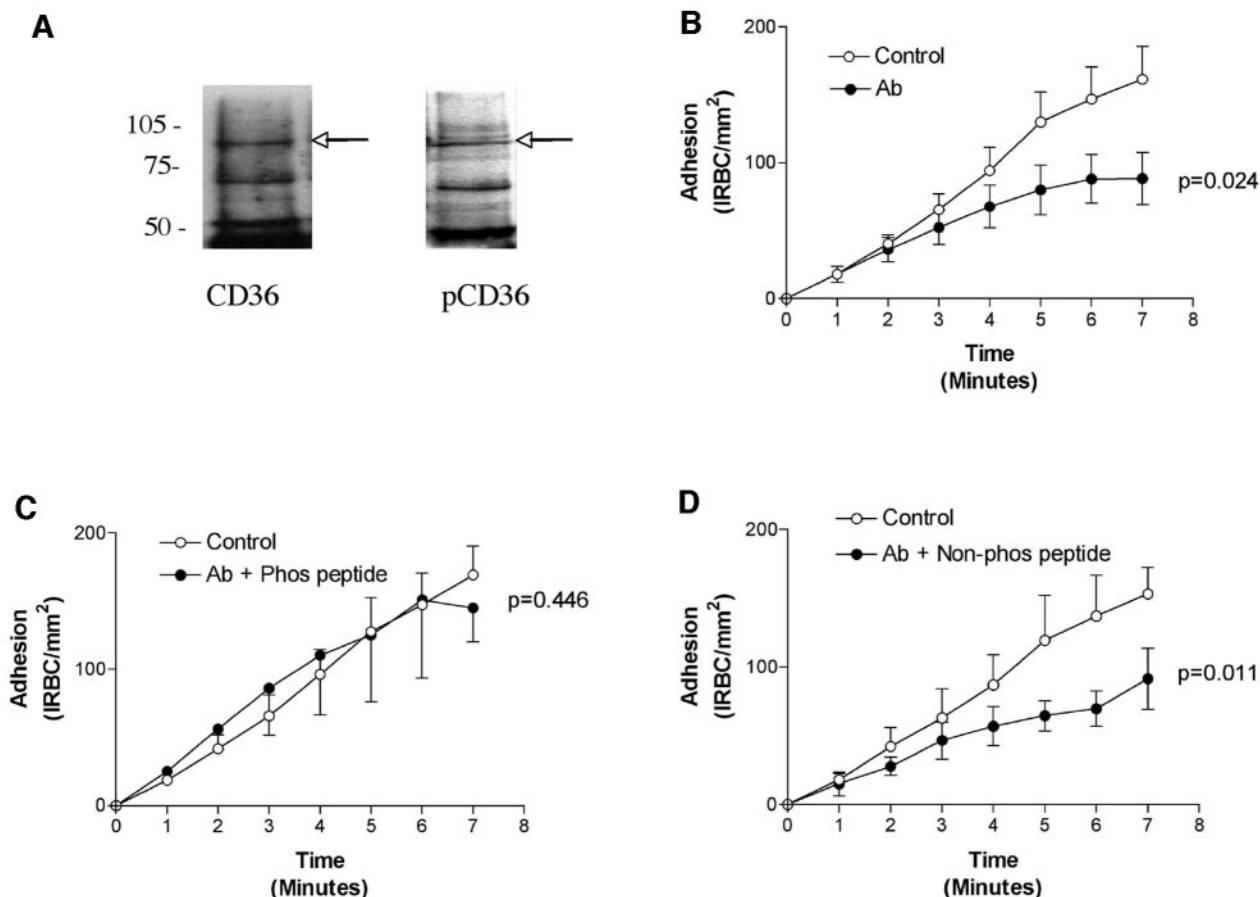 A
105 -
75-
50 -
CD36
pCD36
B
Control
Ab
200
100
0
Adhesion
(IRBC/mm2)
p=0.024
0 1 2 3 4 5 6 7 8
Time
(Minutes)
C
Control
Ab + Phos peptide
200
100
0
Adhesion
(IRBC/mm2)
p=0.446
0 1 2 3 4 5 6 7 8
Time
(Minutes)
D
Control
Ab + Non-phos peptide
200
100
0
Adhesion
(IRBC/mm2)
p=0.011
0 1 2 3 4 5 6 7 8
Time
(Minutes)